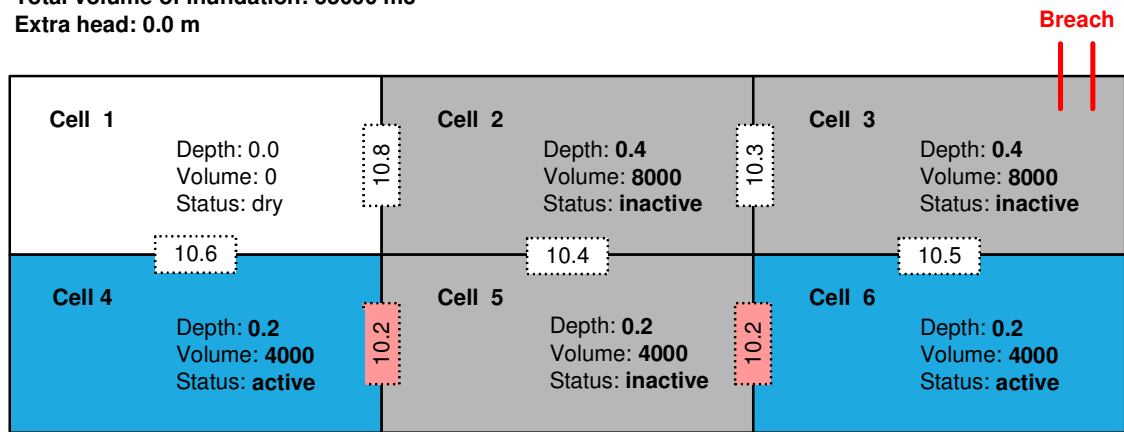 Extra head: 0.0 m
Breach
Cell 1
Depth: 0.0
Volume: 0
Status: dry
10.8
Cell 2
Depth: 0.4
Volume: 8000
Status: inactive
10.3
Cell 3
Depth: 0.4
Volume: 8000
Status: inactive
10.6
10.4
10.5
Cell 4
Depth: 0.2
Volume: 4000
Status: active
10.2
Cell 5
Depth: 0.2
Volume: 4000
Status: inactive
10.2
Cell 6
Depth: 0.2
Volume: 4000
Status: active